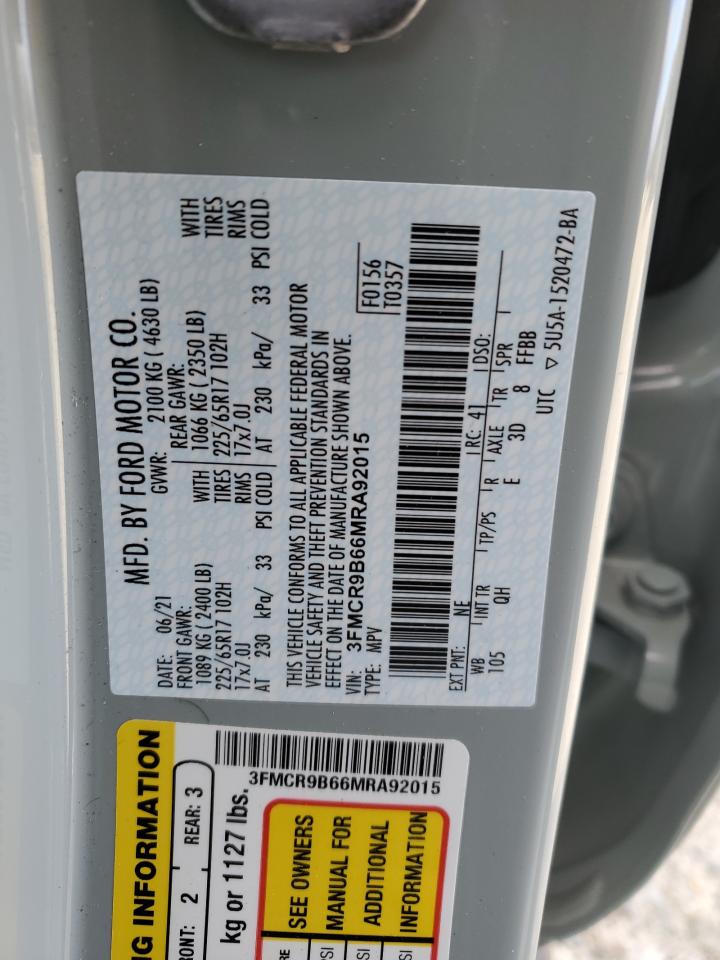 MFD. BY FORD MOTOR CO.
DATE: 06/21 GVWR: 2100 KG ( 4630 LB)
FRONT GAWR: REAR GAWR:
1089 KG ( 2400 LB) WITH 1066 KG ( 2350 LB) WITH
225/65R17 102H TIRES 225/65R17 102H TIRES
17x7.0J RIMS 17x7.0J RIMS
AT 230 kPa/ 33 PSI COLD AT 230 kPa/ 33 PSI COLD
THIS VEHICLE CONFORMS TO ALL APPLICABLE FEDERAL MOTOR
VEHICLE SAFETY AND THEFT PREVENTION STANDARDS IN
EFFECT ON THE DATE OF MANUFACTURE SHOWN ABOVE.
VIN: 3FMCR9B66MRA92015
TYPE: MPV
F0156
T0357
EXT PNT: NE RC: 41 DSO:
WB INT TR TP/PS R AXLE TR SPR
105 QH E 3D 8 FFBB
UTC ▽ 5U5A-1520472-BA
NG INFORMATION
RONT: 2 REAR: 3
kg or 1127 lbs.
3FMCR9B66MRA92015
SEE OWNERS
MANUAL FOR
ADDITIONAL
INFORMATION